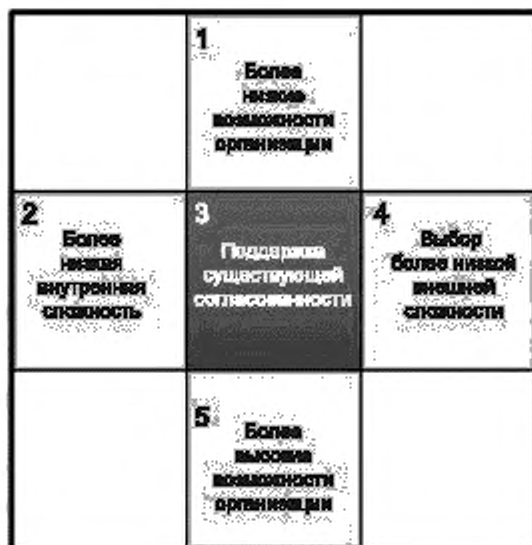 1
Более
низкие
возможности
организации
2
Более
низкая
внутренняя
сложность
3
Поддержка
существующей
согласованности
4
Выбор
более низкой
внешней
сложности
5
Более
высокие
возможности
организации